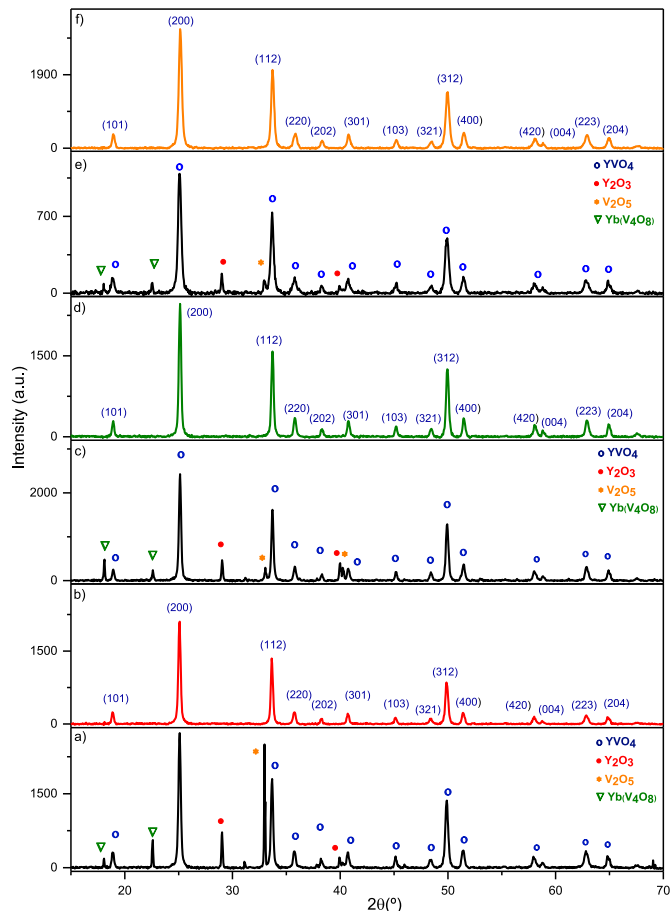 f)
(200)
(112)
(312)
(101)
(220)
(202)
(301)
(103)
(321)
(400)
(420)
(004)
(223)
(204)
1900
e)
o YVO4
Y2O3
V2O5
Yb(V4O8)
700
0
d)
(200)
(112)
(312)
(101)
(220)
(202)
(301)
(103)
(321)
(400)
(420)
(004)
(223)
(204)
1500
0
Intensity (a.u.)
c)
o YVO4
Y2O3
V2O5
Yb(V4O8)
2000
0
b)
(200)
(112)
(312)
(101)
(220)
(202)
(301)
(103)
(321)
(400)
(420)
(004)
(223)
(204)
1500
0
a)
o YVO4
Y2O3
V2O5
Yb(V4O8)
1500
0
20 30 40 50 60 70
2θ(º)